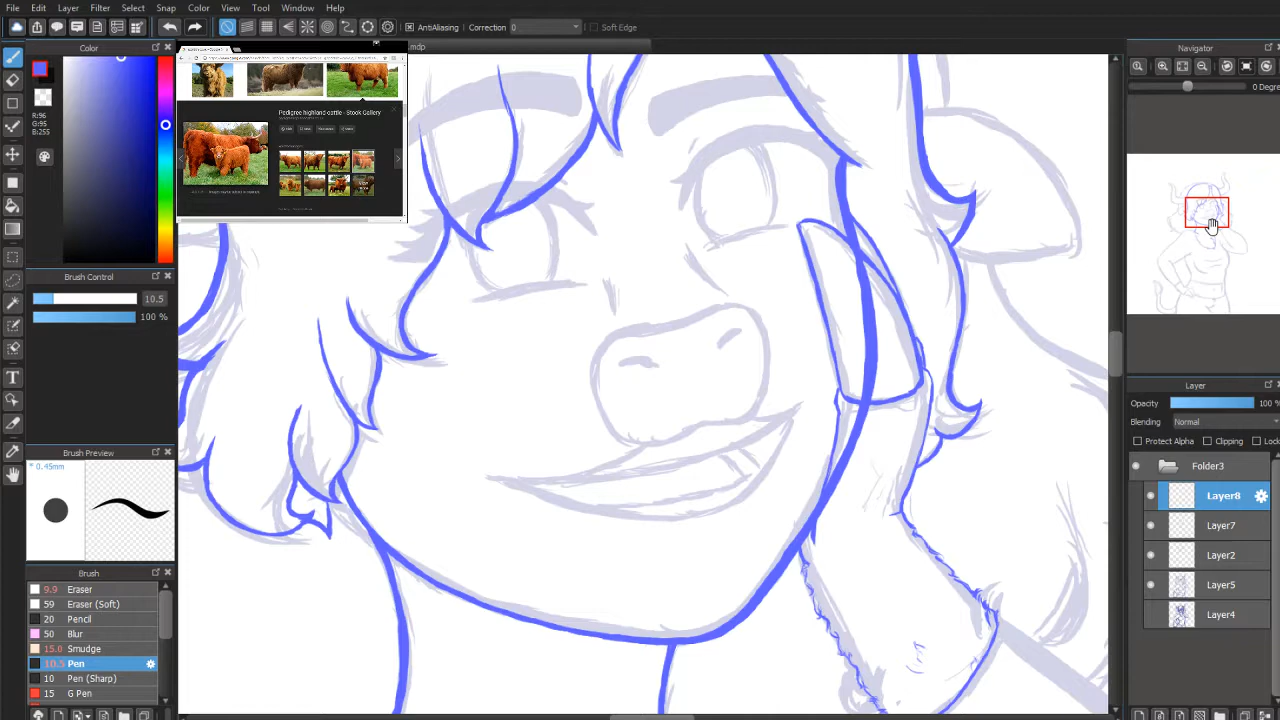 File Edit Layer Filter Select Snap Color View Tool Window Help
AntiAliasing Correction 0 Soft Edge
.mdp
Color
R:96
G:95
B:255
Pedigree highland cattle - Stock Gallery
Brush Control
10.5
100 %
Brush Preview
* 0.45mm
Brush
9.9 Eraser
59 Eraser (Soft)
20 Pencil
50 Blur
15.0 Smudge
10.5 Pen
10 Pen (Sharp)
15 G Pen
Navigator
0 Degree
Layer
Opacity 100 %
Blending Normal
Protect Alpha Clipping Lock
Folder3
Layer8
Layer7
Layer2
Layer5
Layer4